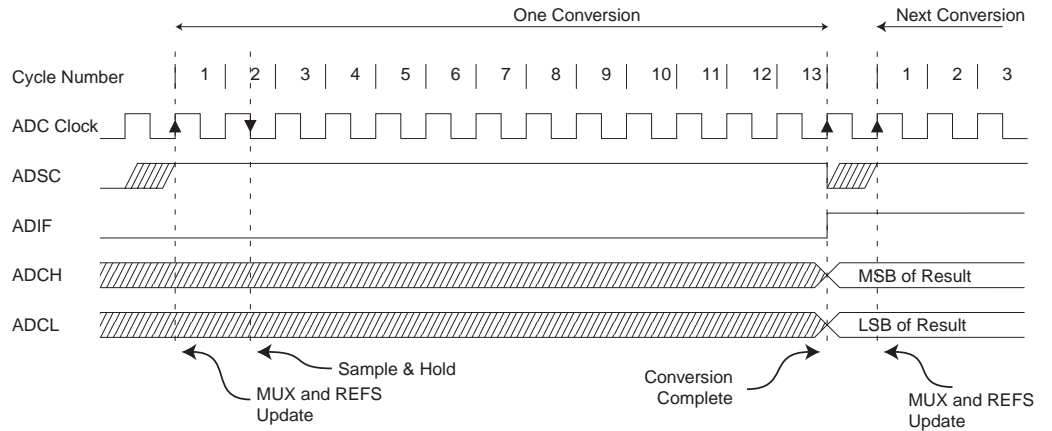 One Conversion
Next Conversion
Cycle Number 1 2 3 4 5 6 7 8 9 10 11 12 13 1 2 3
ADC Clock
ADSC
ADIF
ADCH MSB of Result
ADCL LSB of Result
Sample & Hold
MUX and REFS
Update
Conversion
Complete
MUX and REFS
Update